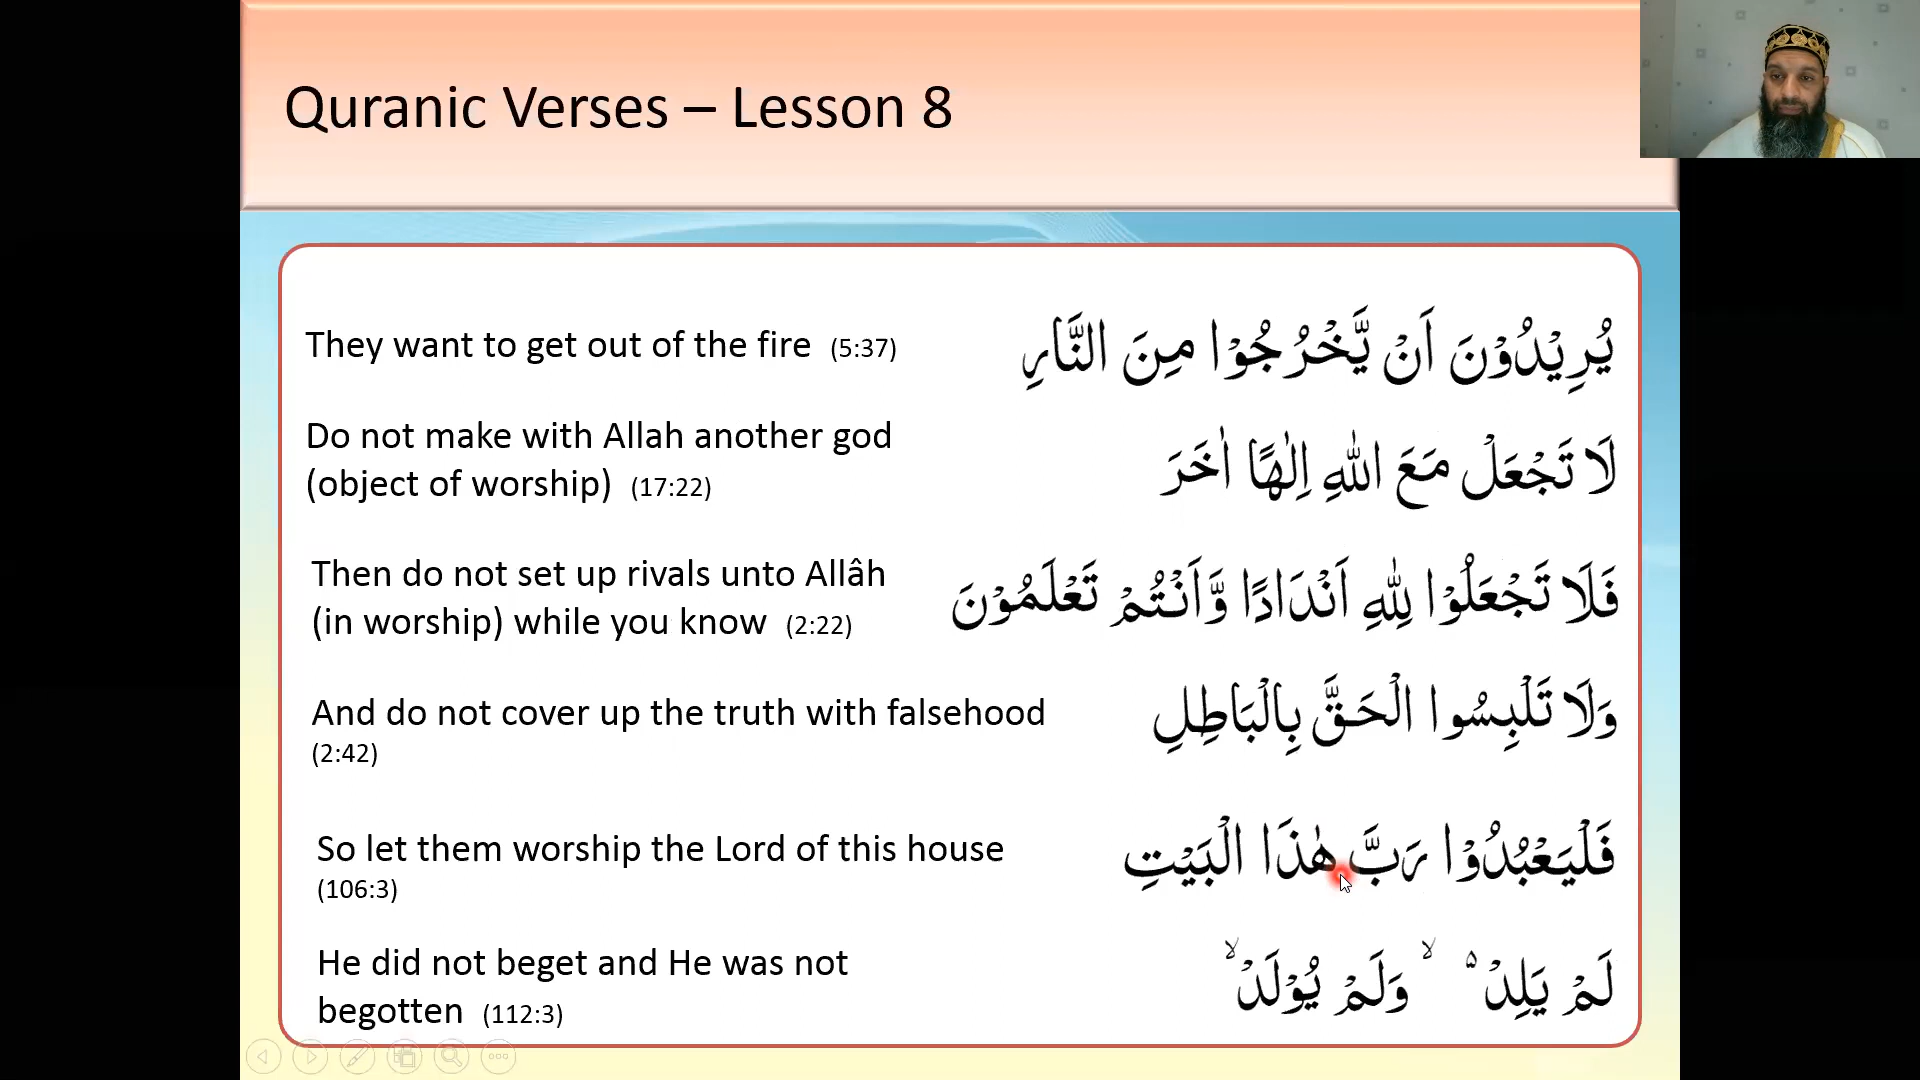 Quranic Verses – Lesson 8
They want to get out of the fire (5:37)
يُرِيْدُوْنَ اَنْ يَّخْرُجُوْا مِنَ النَّارِ
Do not make with Allah another god
(object of worship) (17:22)
لَا تَجْعَلْ مَعَ اللّٰهِ اِلٰهًا اٰخَرَ
Then do not set up rivals unto Allâh
(in worship) while you know (2:22)
فَلَا تَجْعَلُوْا لِلّٰهِ اَنْدَادًا وَّاَنْتُمْ تَعْلَمُوْنَ
And do not cover up the truth with falsehood
(2:42)
وَلَا تَلْبِسُوا الْحَقَّ بِالْبَاطِلِ
So let them worship the Lord of this house
(106:3)
فَلْيَعْبُدُوْا رَبَّ هٰذَا الْبَيْتِ
He did not beget and He was not
begotten (112:3)
لَمْ يَلِدْ ۵ ۙ وَلَمْ يُوْلَدْ ۙ